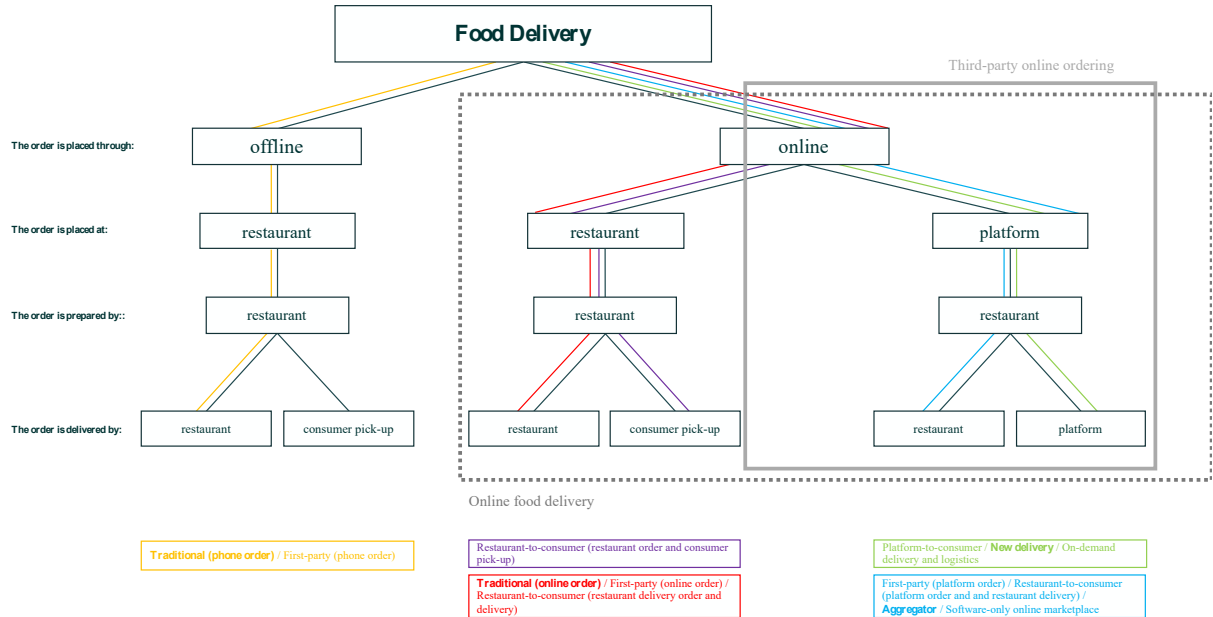 Food Delivery
Third-party online ordering
The order is placed through:
offline
online
The order is placed at:
restaurant
restaurant
platform
The order is prepared by::
restaurant
restaurant
restaurant
The order is delivered by:
restaurant
consumer pick-up
restaurant
consumer pick-up
restaurant
platform
Online food delivery
Traditional (phone order) / First-party (phone order)
Restaurant-to-consumer (restaurant order and consumer
pick-up)
Platform-to-consumer / New delivery / On-demand
delivery and logistics
Traditional (online order) / First-party (online order) /
Restaurant-to-consumer (restaurant delivery order and
delivery)
First-party (platform order) / Restaurant-to-consumer
(platform order and and restaurant delivery) /
Aggregator / Software-only online marketplace